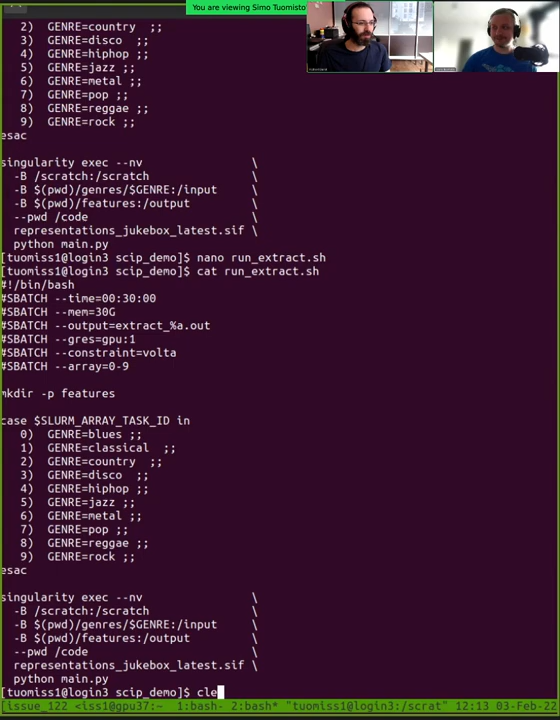 You are viewing Simo Tuomisto'
2)  GENRE=country  ;;
3)  GENRE=disco  ;;
4)  GENRE=hiphop ;;
5)  GENRE=jazz ;;
6)  GENRE=metal ;;
7)  GENRE=pop ;;
8)  GENRE=reggae ;;
9)  GENRE=rock ;;
esac
singularity exec --nv \
-B /scratch:/scratch \
-B $(pwd)/genres/$GENRE:/input \
-B $(pwd)/features:/output \
--pwd /code \
representations_jukebox_latest.sif \
python main.py
[tuomiss1@login3 scip_demo]$ nano run_extract.sh
[tuomiss1@login3 scip_demo]$ cat run_extract.sh
#!/bin/bash
#SBATCH --time=00:30:00
#SBATCH --mem=30G
#SBATCH --output=extract_%a.out
#SBATCH --gres=gpu:1
#SBATCH --constraint=volta
#SBATCH --array=0-9
mkdir -p features
case $SLURM_ARRAY_TASK_ID in
0)  GENRE=blues ;;
1)  GENRE=classical  ;;
2)  GENRE=country  ;;
3)  GENRE=disco  ;;
4)  GENRE=hiphop ;;
5)  GENRE=jazz ;;
6)  GENRE=metal ;;
7)  GENRE=pop ;;
8)  GENRE=reggae ;;
9)  GENRE=rock ;;
esac
singularity exec --nv \
-B /scratch:/scratch \
-B $(pwd)/genres/$GENRE:/input \
-B $(pwd)/features:/output \
--pwd /code \
representations_jukebox_latest.sif \
python main.py
[tuomiss1@login3 scip_demo]$ cle
[issue_122 <iss1@gpu37:~  1:bash- 2:bash* "tuomiss1@login3:/scrat" 12:13 03-Feb-22